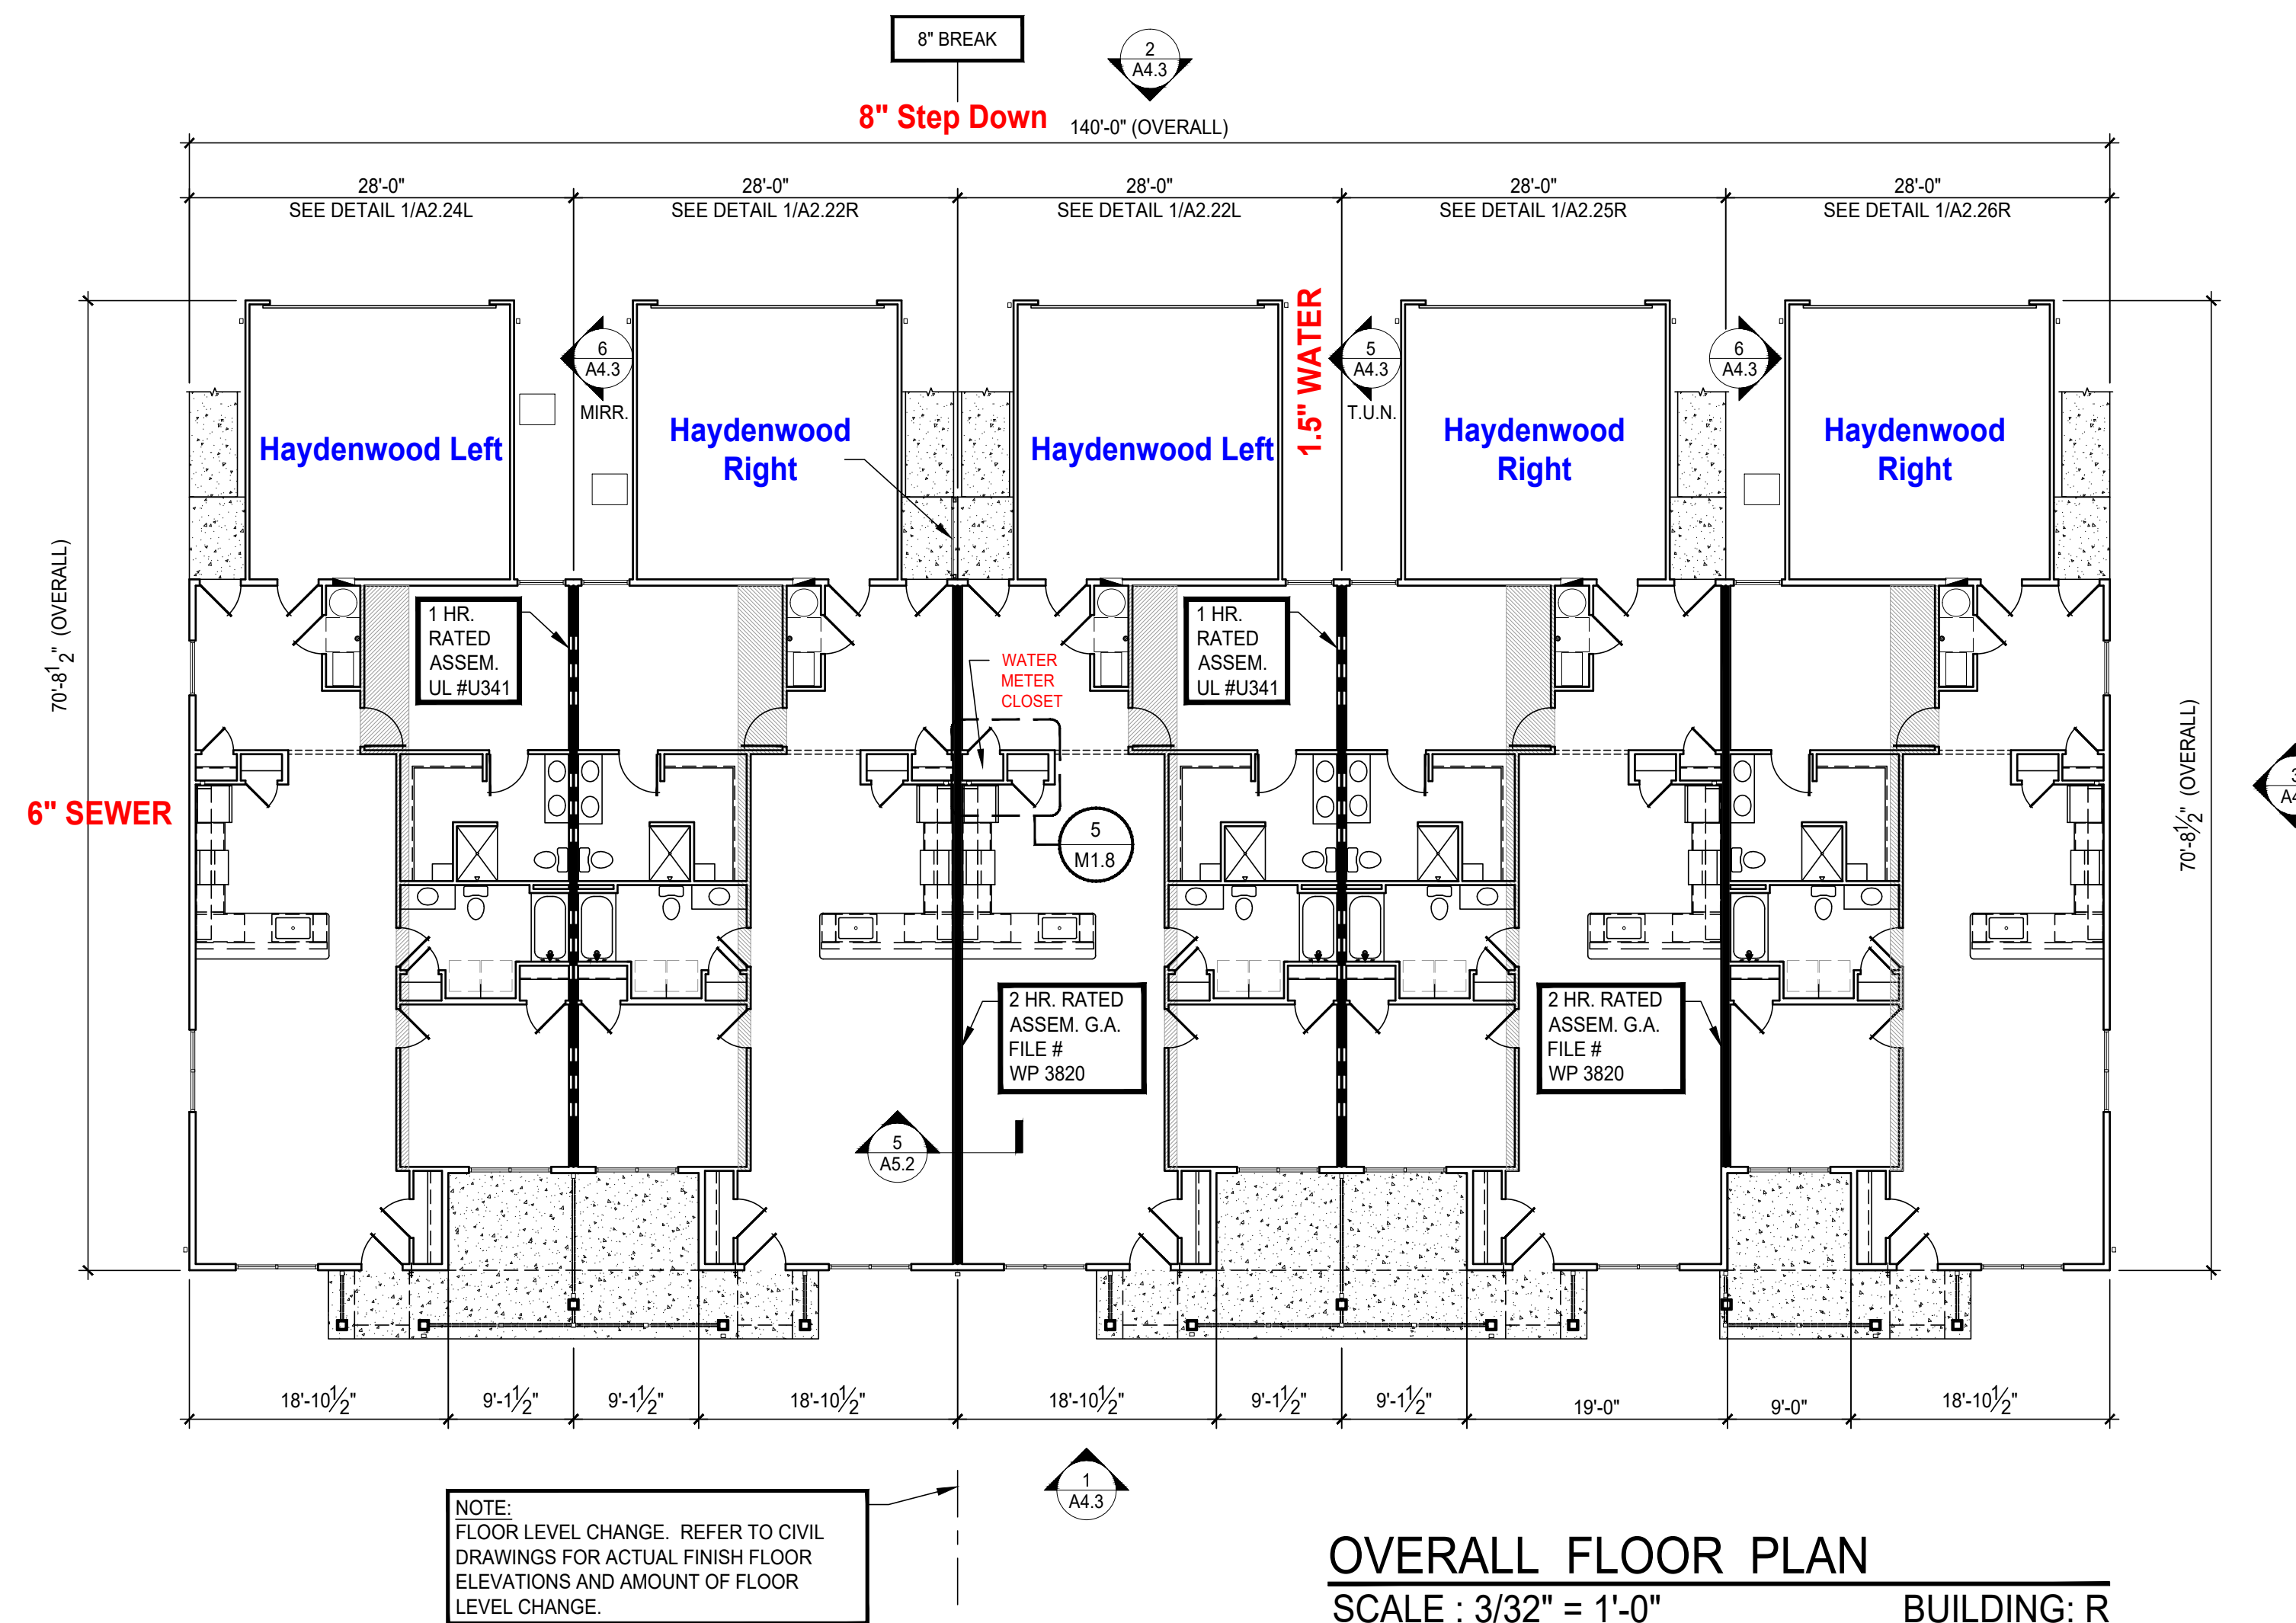 8" BREAK
2
A4.3
8" Step Down
140'-0" (OVERALL)
28'-0"
28'-0"
28'-0"
28'-0"
28'-0"
SEE DETAIL 1/A2.24L
SEE DETAIL 1/A2.22R
SEE DETAIL 1/A2.22L
SEE DETAIL 1/A2.25R
SEE DETAIL 1/A2.26R
6
A4.3
MIRR.
1.5" WATER
5
A4.3
T.U.N.
6
A4.3
Haydenwood Left
Haydenwood
Right
Haydenwood Left
Haydenwood
Right
Haydenwood
Right
70'-8 1/2" (OVERALL)
1 HR.
RATED
ASSEM.
UL #U341
WATER
METER
CLOSET
1 HR.
RATED
ASSEM.
UL #U341
70'-8½" (OVERALL)
6" SEWER
5
M1.8
2 HR. RATED
ASSEM. G.A.
FILE #
WP 3820
2 HR. RATED
ASSEM. G.A.
FILE #
WP 3820
5
A5.2
18'-10½"
9'-1½"
9'-1½"
18'-10½"
18'-10½"
9'-1½"
9'-1½"
19'-0"
9'-0"
18'-10½"
1
A4.3
NOTE:
FLOOR LEVEL CHANGE. REFER TO CIVIL
DRAWINGS FOR ACTUAL FINISH FLOOR
ELEVATIONS AND AMOUNT OF FLOOR
LEVEL CHANGE.
OVERALL FLOOR PLAN
SCALE : 3/32" = 1'-0"
BUILDING: R